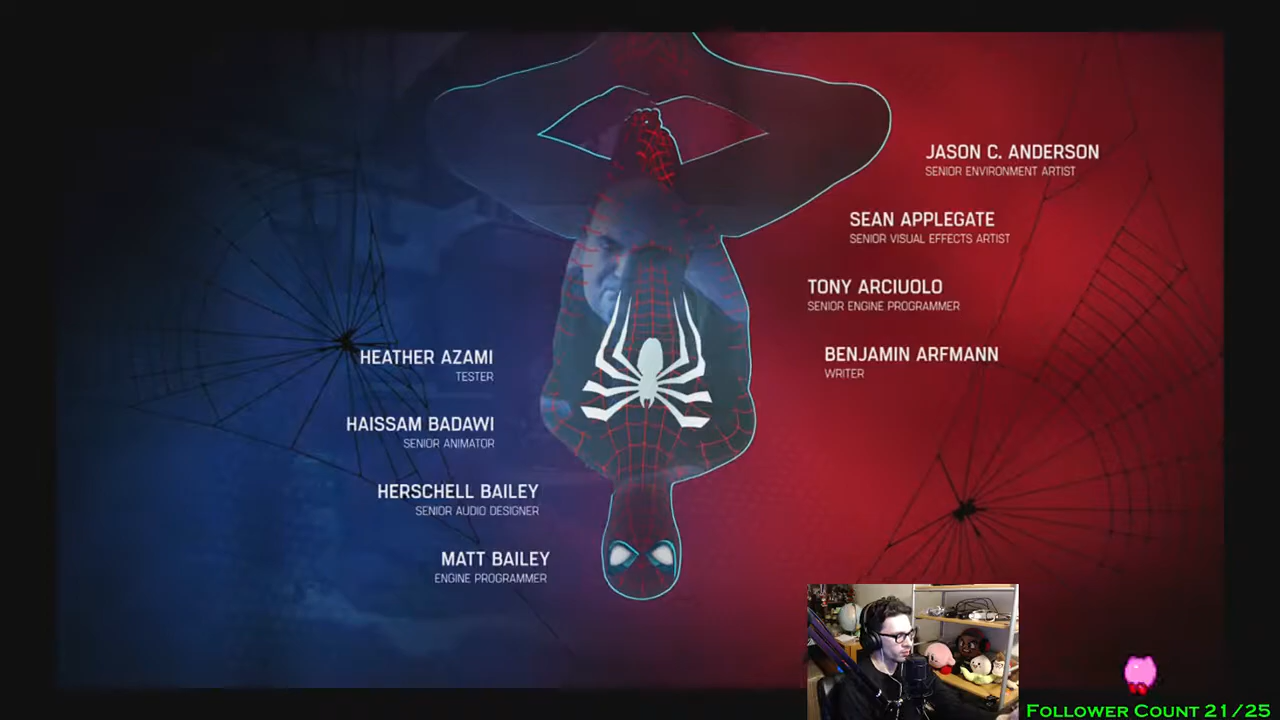 JASON C. ANDERSON
SENIOR ENVIRONMENT ARTIST
SEAN APPLEGATE
SENIOR VISUAL EFFECTS ARTIST
TONY ARCIUOLO
SENIOR ENGINE PROGRAMMER
BENJAMIN ARFMANN
WRITER
HEATHER AZAMI
TESTER
HAISSAM BADAWI
SENIOR ANIMATOR
HERSCHELL BAILEY
SENIOR AUDIO DESIGNER
MATT BAILEY
ENGINE PROGRAMMER
FOLLOWER COUNT 21/25